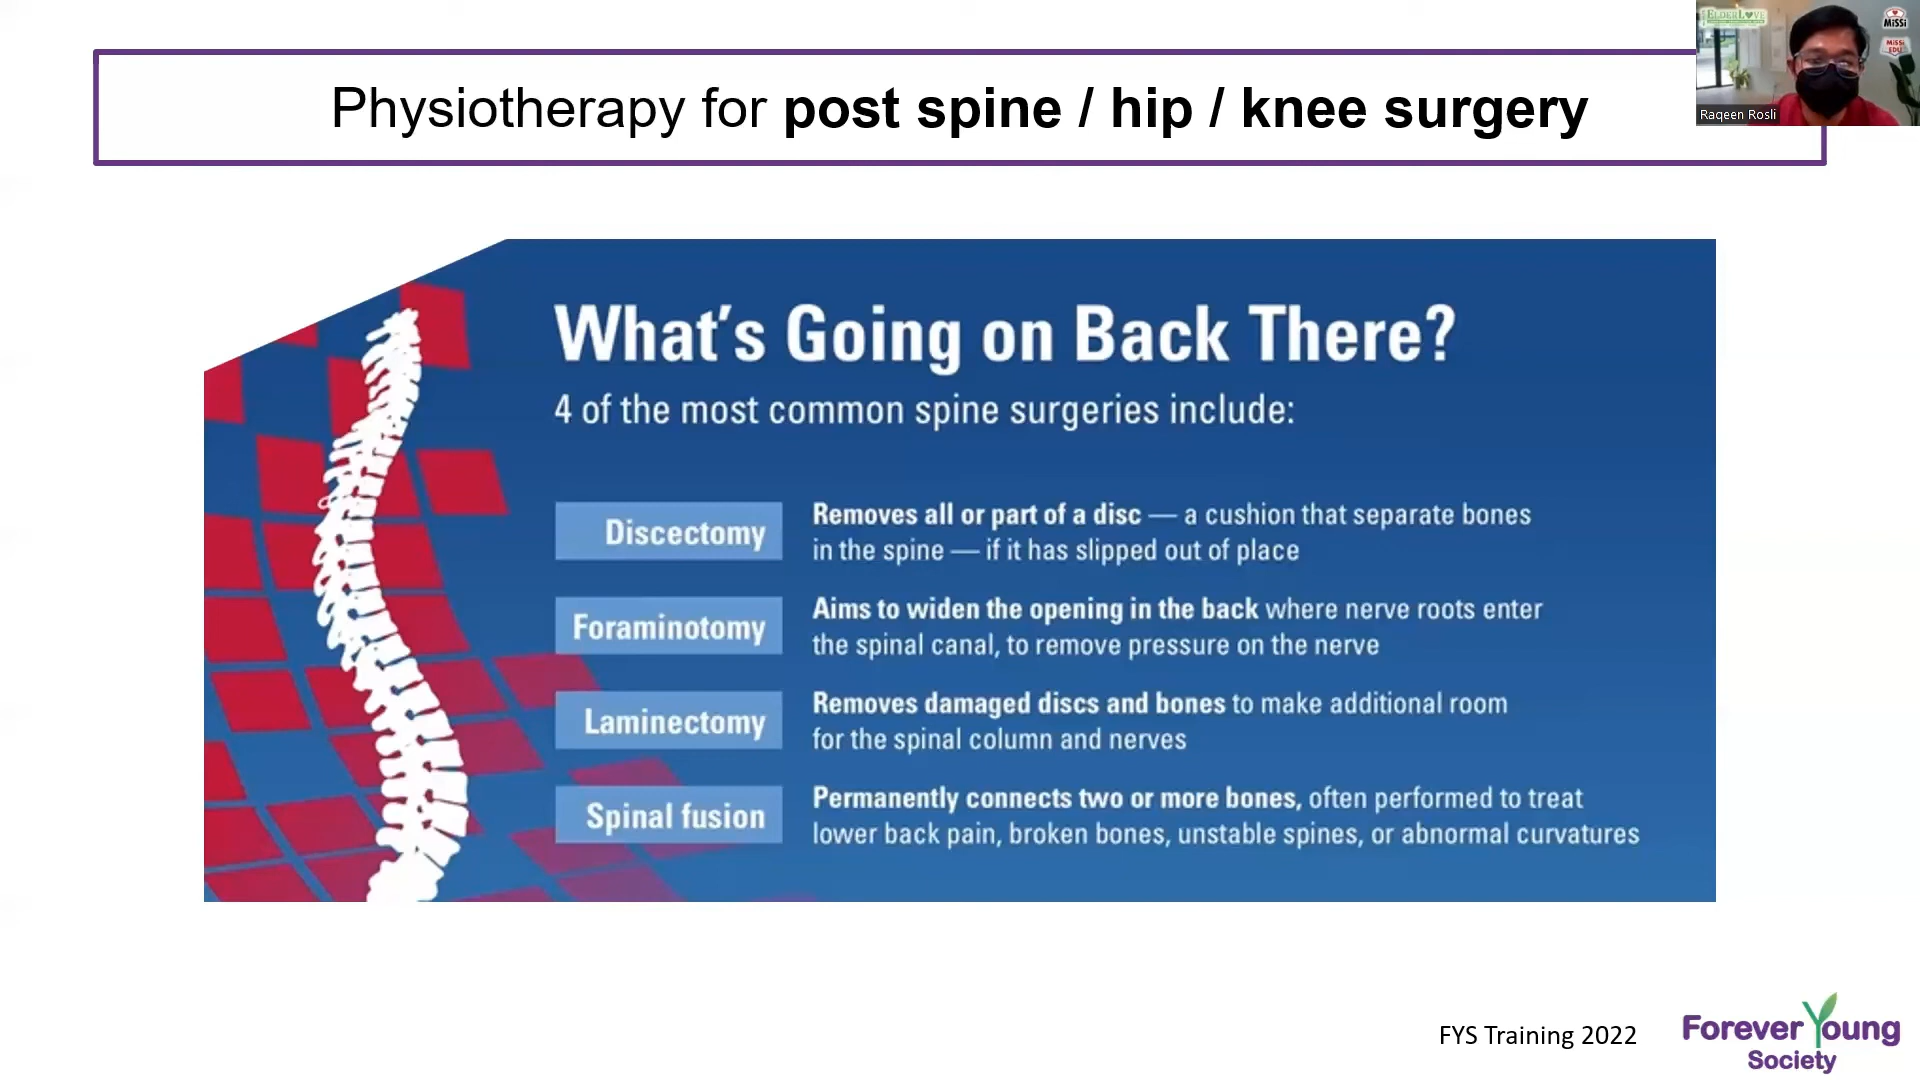 Physiotherapy for post spine / hip / knee surgery
ELDERLOVE
MiSSi
MiSSi
EDU
Raqeen Rosli
What's Going on Back There?
4 of the most common spine surgeries include:
Discectomy
Removes all or part of a disc — a cushion that separate bones
in the spine — if it has slipped out of place
Foraminotomy
Aims to widen the opening in the back where nerve roots enter
the spinal canal, to remove pressure on the nerve
Laminectomy
Removes damaged discs and bones to make additional room
for the spinal column and nerves
Spinal fusion
Permanently connects two or more bones, often performed to treat
lower back pain, broken bones, unstable spines, or abnormal curvatures
FYS Training 2022
Forever Young
Society